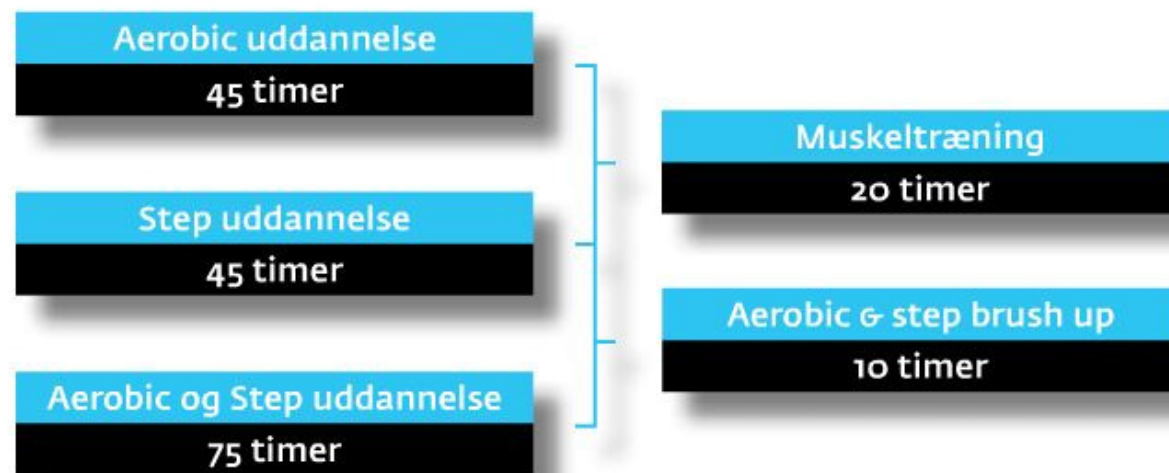 Aerobic uddannelse
45 timer
Step uddannelse
45 timer
Aerobic og Step uddannelse
75 timer
Muskeltræning
20 timer
Aerobic & step brush up
10 timer